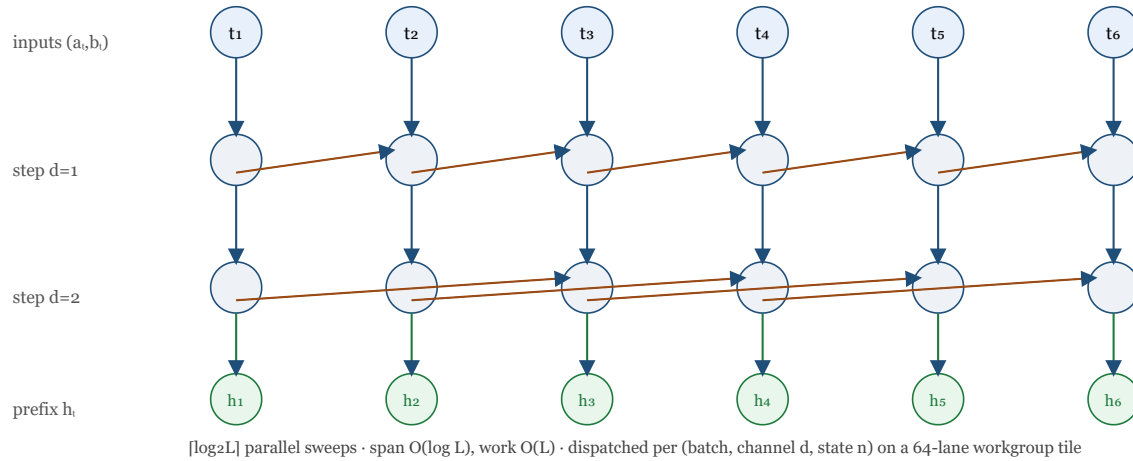 inputs (aₜ,bₜ) t1 t2 t3 t4 t5 t6
step d=1
step d=2
prefix hₜ h1 h2 h3 h4 h5 h6
⌈log2L⌉ parallel sweeps · span O(log L), work O(L) · dispatched per (batch, channel d, state n) on a 64-lane workgroup tile